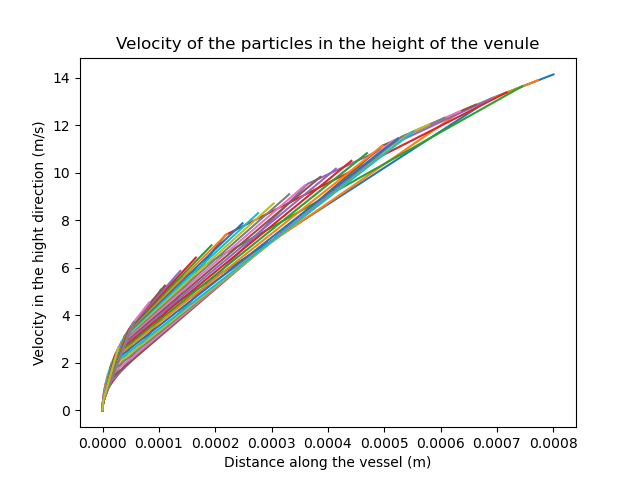 Velocity of the particles in the height of the venule
Velocity in the hight direction (m/s)
14
12
10
8
6
4
2
0
0.0000 0.0001 0.0002 0.0003 0.0004 0.0005 0.0006 0.0007 0.0008
Distance along the vessel (m)